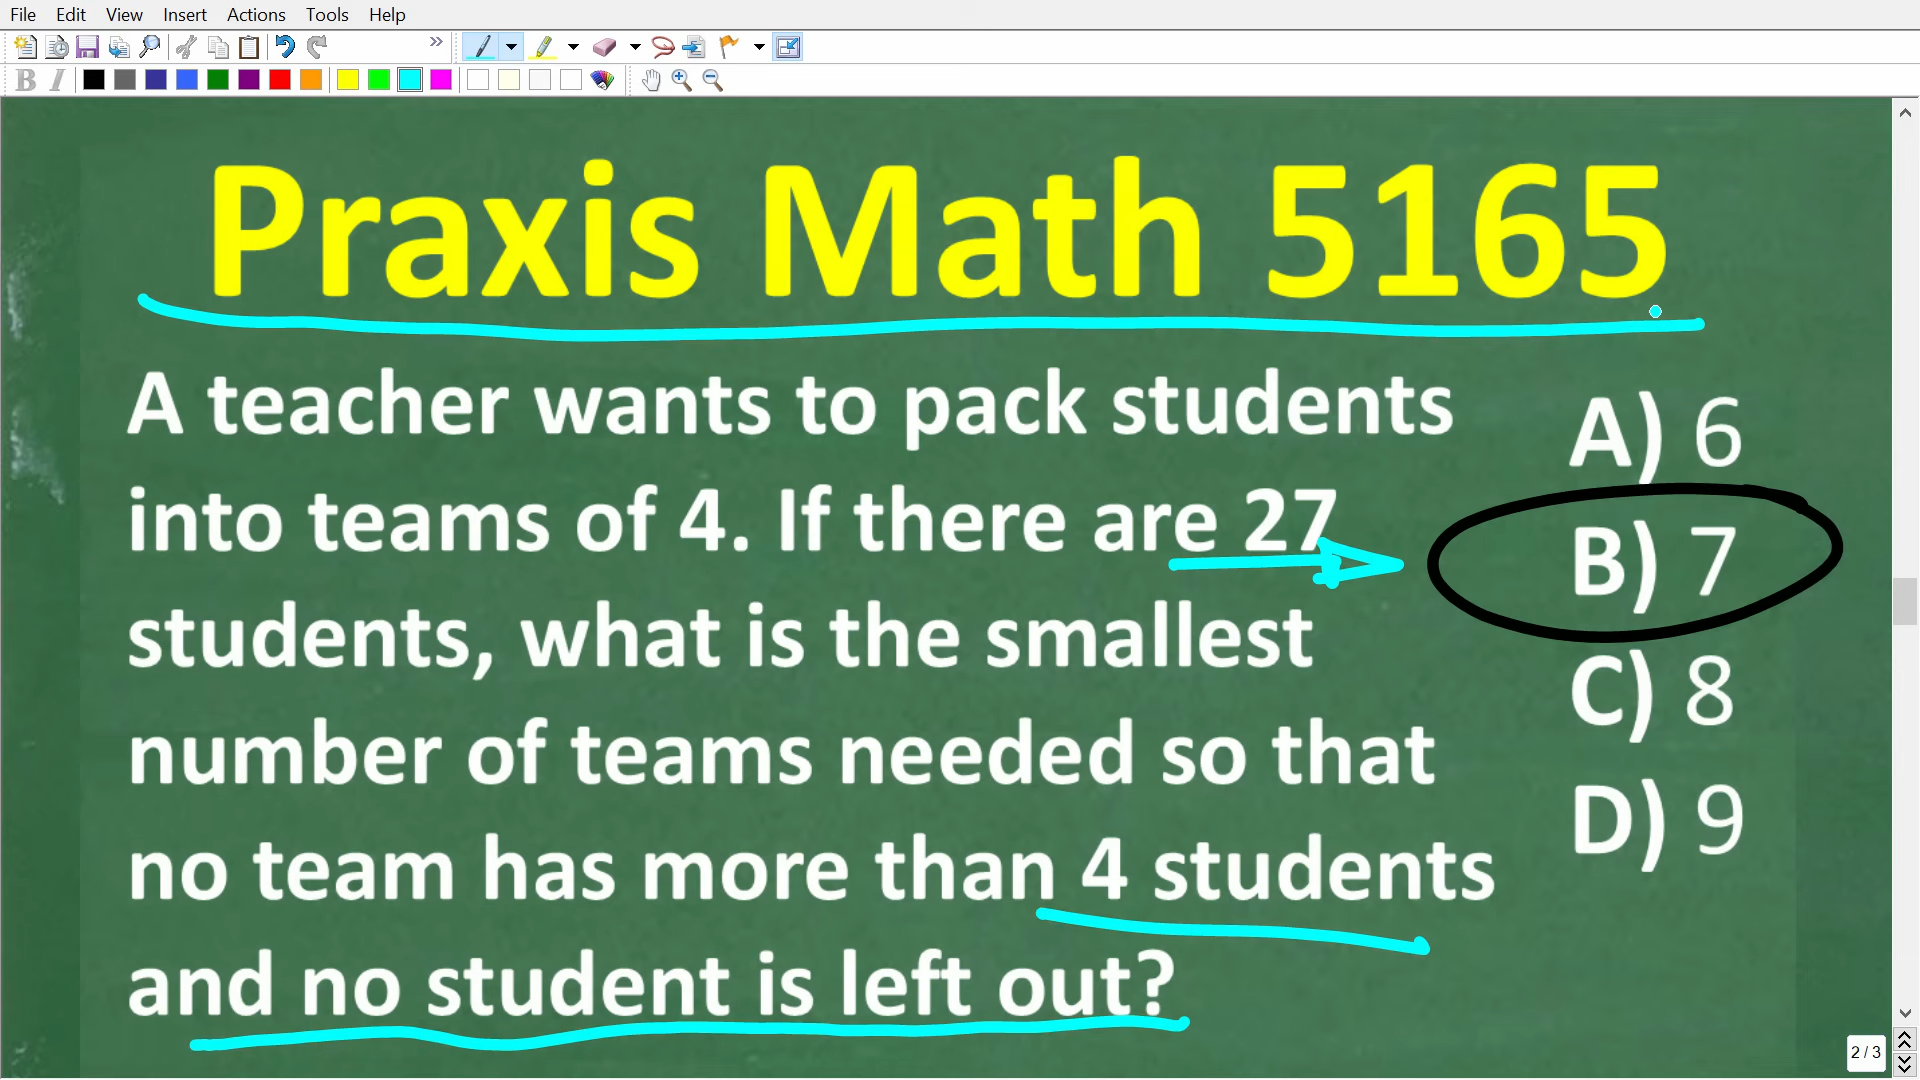 File Edit View Insert Actions Tools Help
B I
Praxis Math 5165
A teacher wants to pack students
into teams of 4. If there are 27
students, what is the smallest
number of teams needed so that
no team has more than 4 students
and no student is left out?
A) 6
B) 7
C) 8
D) 9
2 / 3